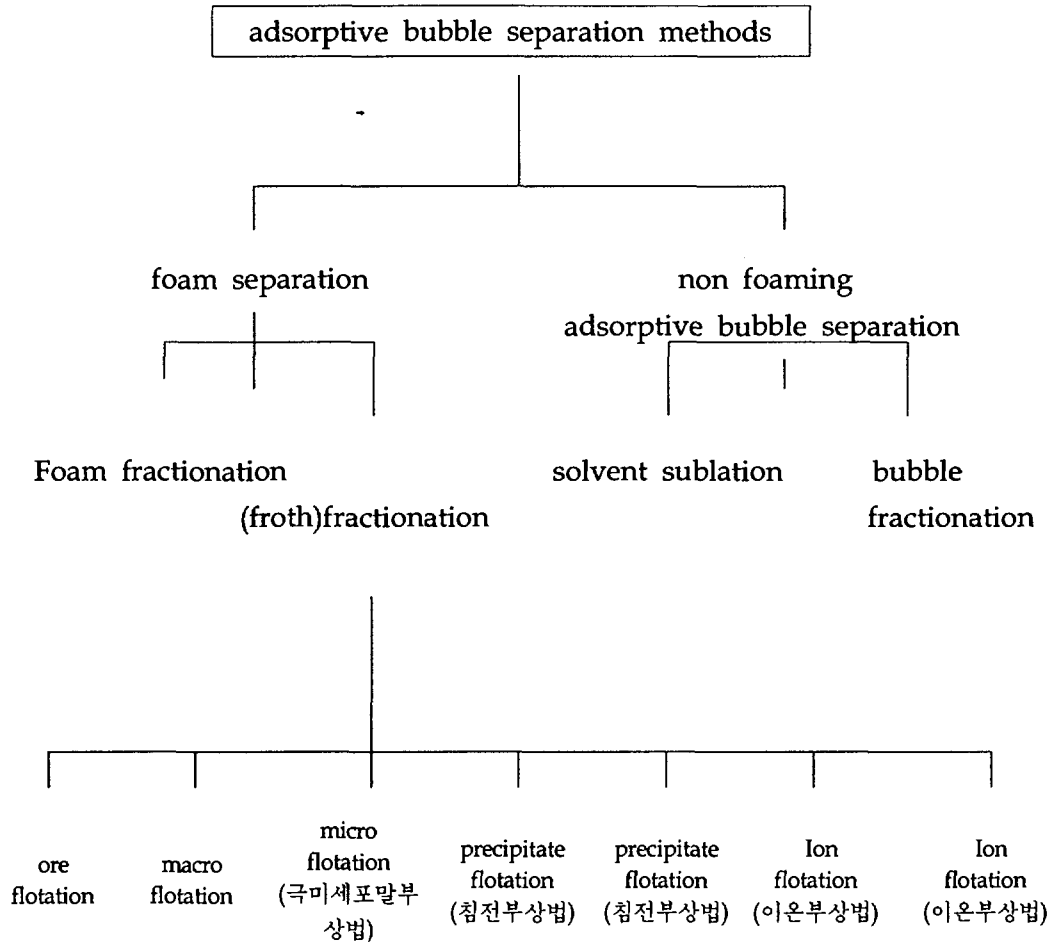 adsorptive bubble separation methods
foam separation
non foaming
adsorptive bubble separation
Foam fractionation
(froth)fractionation
solvent sublation
bubble
fractionation
ore
flotation
macro
flotation
micro
flotation
(극미세포말부
상법)
precipitate
flotation
(침전부상법)
precipitate
flotation
(침전부상법)
Ion
flotation
(이온부상법)
Ion
flotation
(이온부상법)